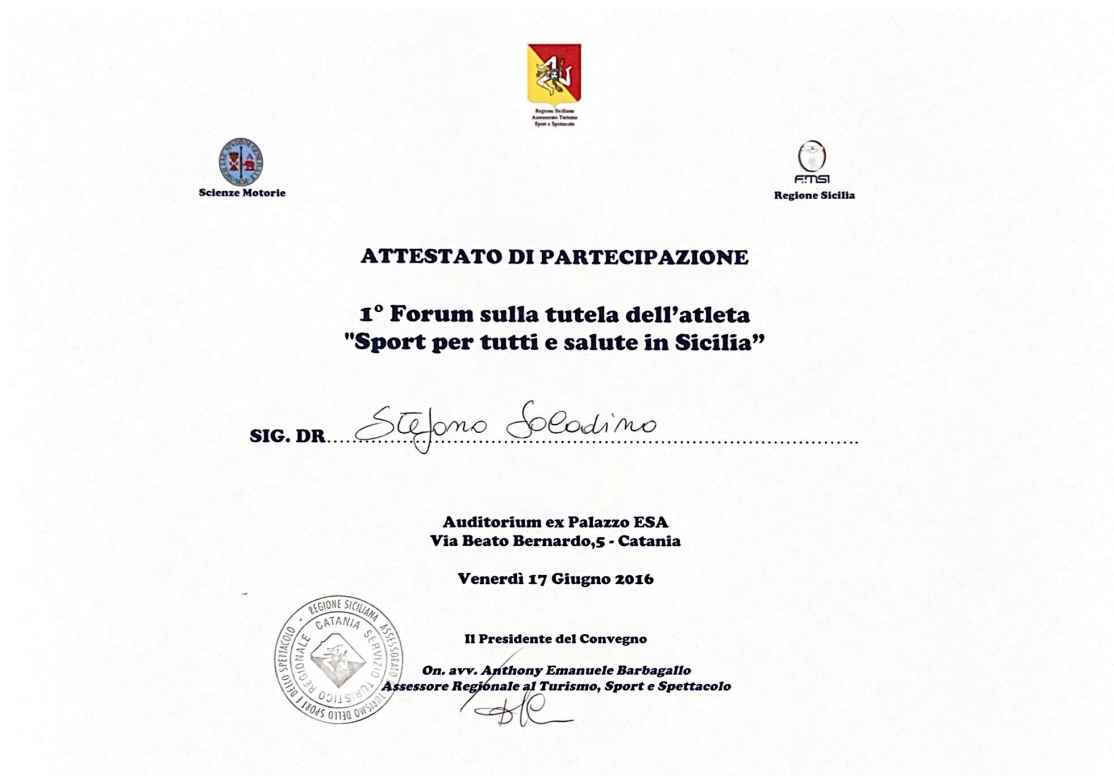 Regione Siciliana
Assessorato Turismo
Sport e Spettacolo
Scienze Motorie
FMSI
Regione Sicilia
ATTESTATO DI PARTECIPAZIONE
1° Forum sulla tutela dell’atleta
"Sport per tutti e salute in Sicilia”
SIG. DR. Stefano Saladino
Auditorium ex Palazzo ESA
Via Beato Bernardo,5 - Catania
Venerdì 17 Giugno 2016
REGIONE SICILIANA - ASSESSORATO TURISMO DELLO SPORT E DELLO SPETTACOLO
CATANIA SERVIZIO TURISTICO REGIONALE
Il Presidente del Convegno
On. avv. Anthony Emanuele Barbagallo
Assessore Regionale al Turismo, Sport e Spettacolo